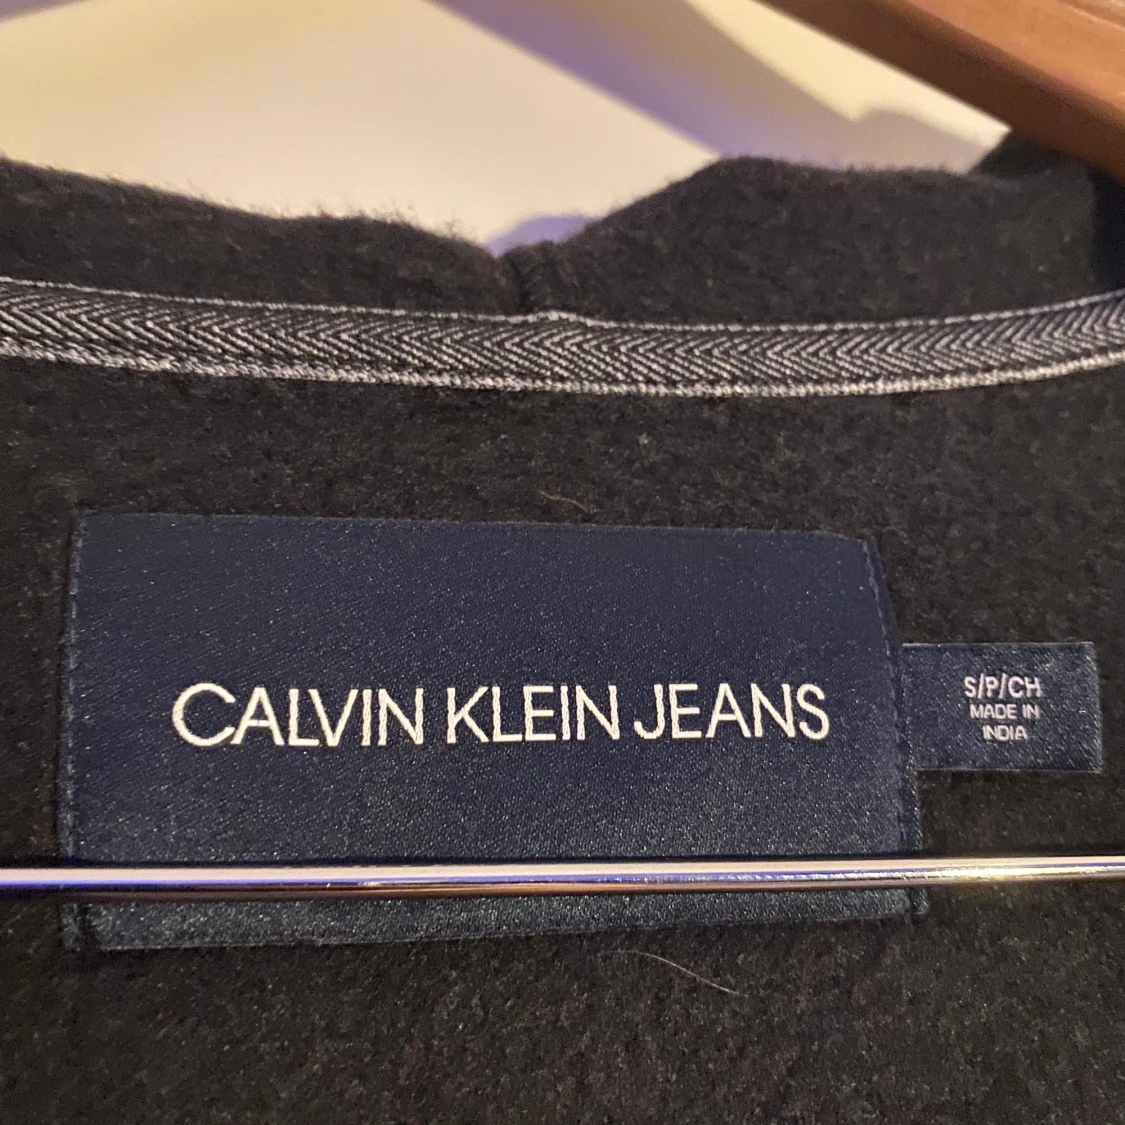 CALVIN KLEIN JEANS
S/P/CH
MADE IN
INDIA